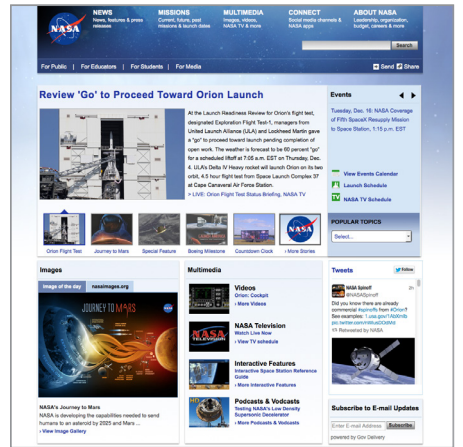 NASA
NEWS
News, features & press
releases
MISSIONS
Current, future, past
missions & launch dates
MULTIMEDIA
Images, videos,
NASA TV & more
CONNECT
Social media channels &
NASA apps
ABOUT NASA
Leadership, organization,
budget, careers & more
Search
For Public | For Educators | For Students | For Media
Send Share
Review 'Go' to Proceed Toward Orion Launch
At the Launch Readiness Review for Orion's flight test,
designated Exploration Flight Test-1, managers from
United Launch Alliance (ULA) and Lockheed Martin gave
a "go" to proceed toward launch pending completion of
open work. The weather is forecast to be 60 percent "go"
for a scheduled liftoff at 7:05 a.m. EST on Thursday, Dec.
4. ULA's Delta IV Heavy rocket will launch Orion on its two
orbit, 4.5 hour flight test from Space Launch Complex 37
at Cape Canaveral Air Force Station.
> LIVE: Orion Flight Test Status Briefing, NASA TV
Events
Tuesday, Dec. 16: NASA Coverage
of Fifth SpaceX Resupply Mission
to Space Station, 1:15 p.m. EST
View Events Calendar
Launch Schedule
TV NASA TV Schedule
POPULAR TOPICS
Select...
NASA
Orion Flight Test
Journey to Mars
Special Feature
Boeing Milestone
Countdown Clock
› More Stories
Images
Image of the day
nasaimages.org
JOURNEY TO MARS
NASA's Journey to Mars
NASA is developing the capabilities needed to send
humans to an asteroid by 2025 and Mars ...
› View Image Gallery
Multimedia
Videos
Orion: Cockpit
› More Videos
NASA
TELEVISION
NASA Television
Watch Live Now
› View TV schedule
Interactive Features
Interactive Space Station Reference
Guide
› More Interactive Features
HD
Podcasts & Vodcasts
Testing NASA's Low Density
Supersonic Decelerator
› More Podcasts & Vodcasts
Tweets
Follow
NASA Spinoff
@NASASpinoff
2h
Did you know there are already
commercial #spinoffs from #Orion?
See examples:
Retweeted by NASA
Subscribe to E-mail Updates
Enter E-mail Address
Subscribe
powered by Gov Delivery